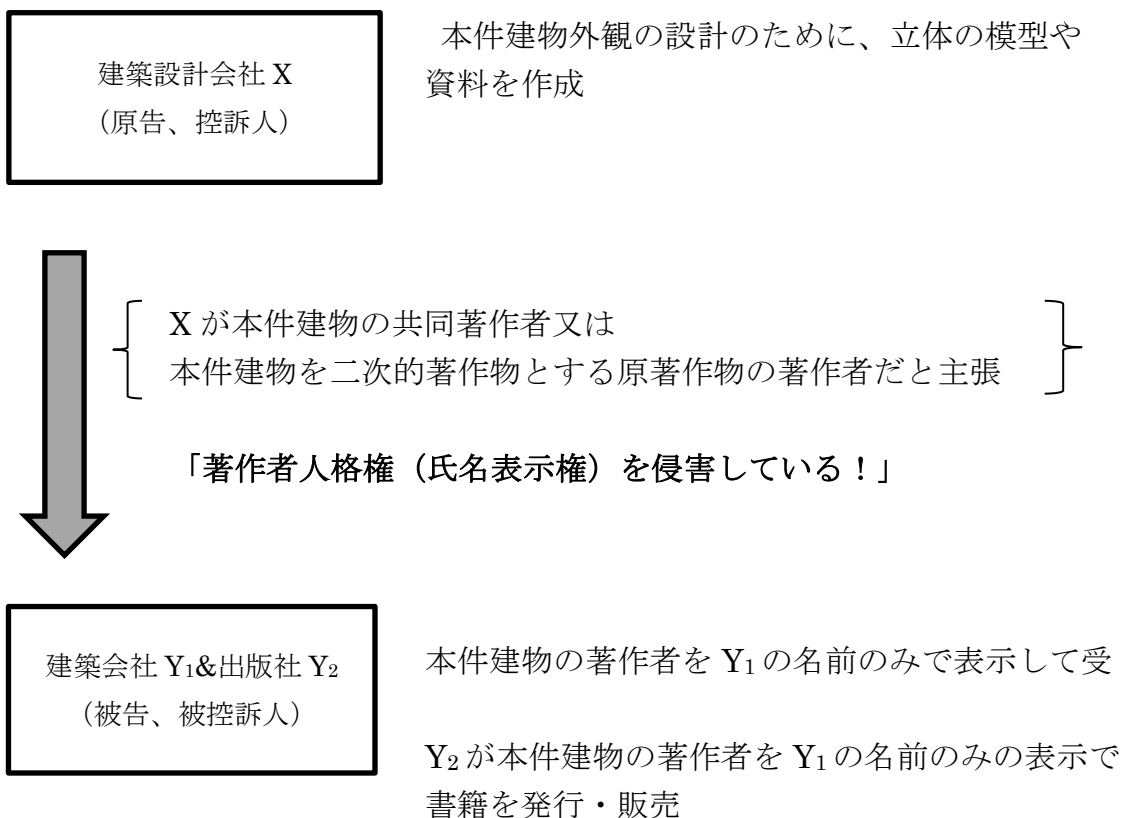 建築設計会社 X
（原告、控訴人）
本件建物外観の設計のために、立体の模型や
資料を作成
X が本件建物の共同著作者又は
本件建物を二次的著作物とする原著作物の著作者だと主張
「著作者人格権（氏名表示権）を侵害している！」
建築会社 Y₁&出版社 Y₂
（被告、被控訴人）
本件建物の著作者を Y₁の名前のみで表示して受
Y₂が本件建物の著作者を Y₁の名前のみの表示で
書籍を発行・販売